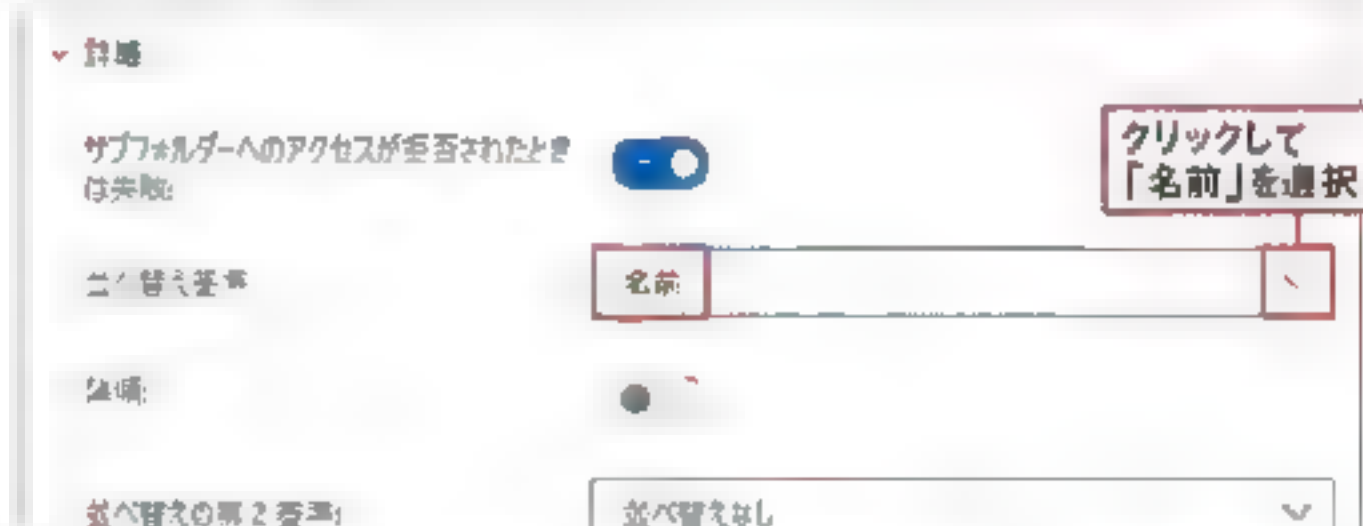 詳細
サブフォルダーへのアクセスが拒否されたとき
は失敗:
クリックして
「名前」を選択
並べ替え基準
名前
降順:
並べ替えの第2基準:
並べ替えなし